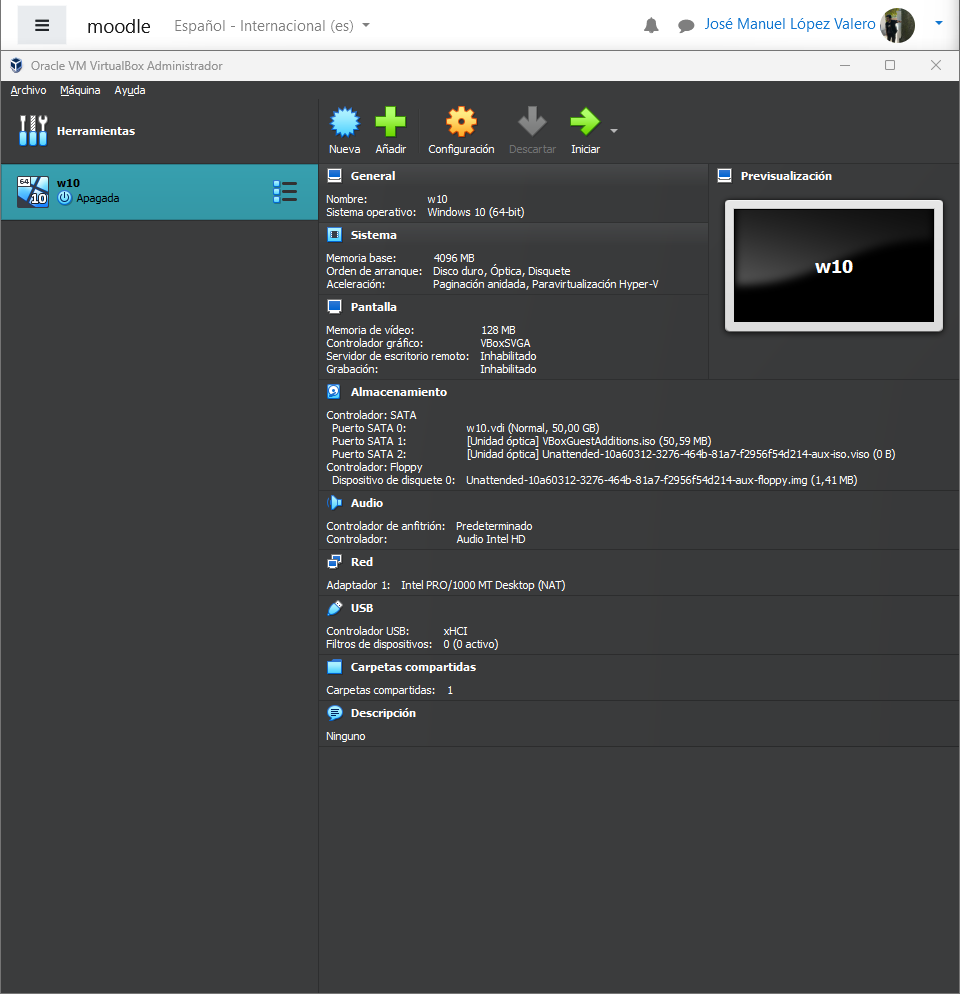 moodle Español - Internacional (es) José Manuel López Valero
Oracle VM VirtualBox Administrador
Archivo Máquina Ayuda
Herramientas
Nueva Añadir Configuración Descartar Iniciar
64 10 w10
Apagada
General
Nombre: w10
Sistema operativo: Windows 10 (64-bit)
Sistema
Memoria base: 4096 MB
Orden de arranque: Disco duro, Óptica, Disquete
Aceleración: Paginación anidada, Paravirtualización Hyper-V
Pantalla
Memoria de vídeo: 128 MB
Controlador gráfico: VBoxSVGA
Servidor de escritorio remoto: Inhabilitado
Grabación: Inhabilitado
Previsualización
w10
Almacenamiento
Controlador: SATA
Puerto SATA 0: w10.vdi (Normal, 50,00 GB)
Puerto SATA 1: [Unidad óptica] VBoxGuestAdditions.iso (50,59 MB)
Puerto SATA 2: [Unidad óptica] Unattended-10a60312-3276-464b-81a7-f2956f54d214-aux-iso.viso (0 B)
Controlador: Floppy
Dispositivo de disquete 0: Unattended-10a60312-3276-464b-81a7-f2956f54d214-aux-floppy.img (1,41 MB)
Audio
Controlador de anfitrión: Predeterminado
Controlador: Audio Intel HD
Red
Adaptador 1: Intel PRO/1000 MT Desktop (NAT)
USB
Controlador USB: xHCI
Filtros de dispositivos: 0 (0 activo)
Carpetas compartidas
Carpetas compartidas: 1
Descripción
Ninguno